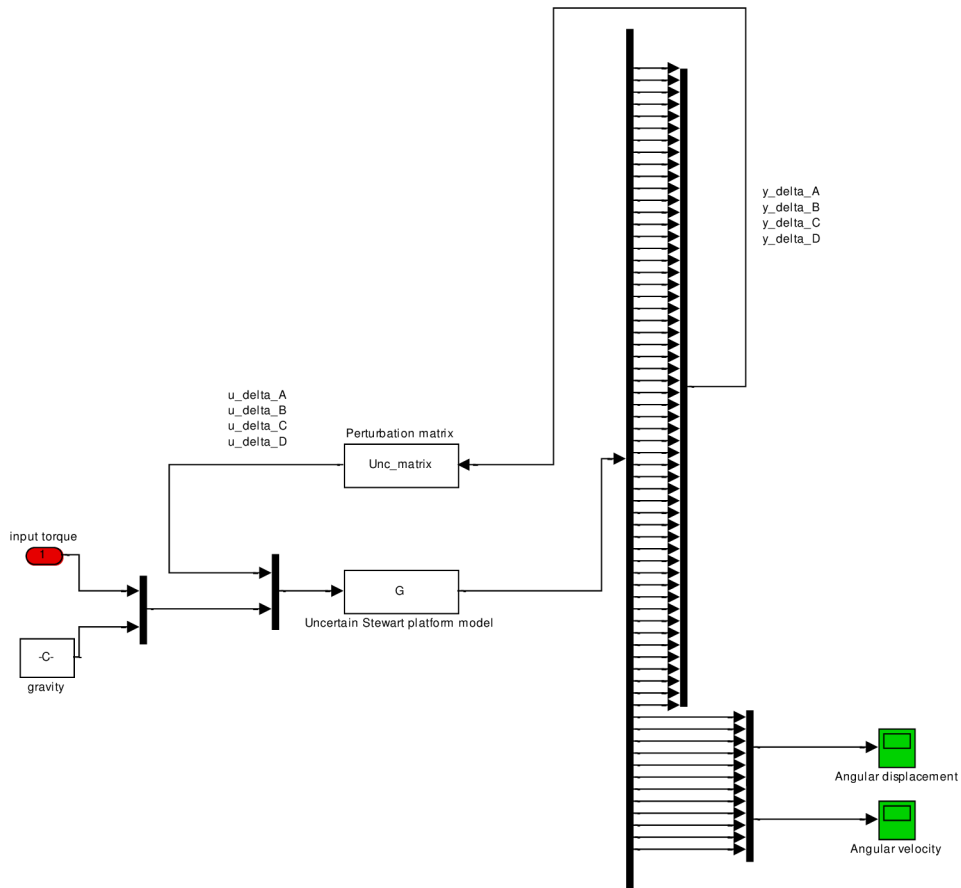 y_delta_A
y_delta_B
y_delta_C
y_delta_D
u_delta_A
u_delta_B
u_delta_C
u_delta_D
Perturbation matrix
Unc_matrix
input torque
1
G
Uncertain Stewart platform model
-C-
gravity
Angular displacement
Angular velocity